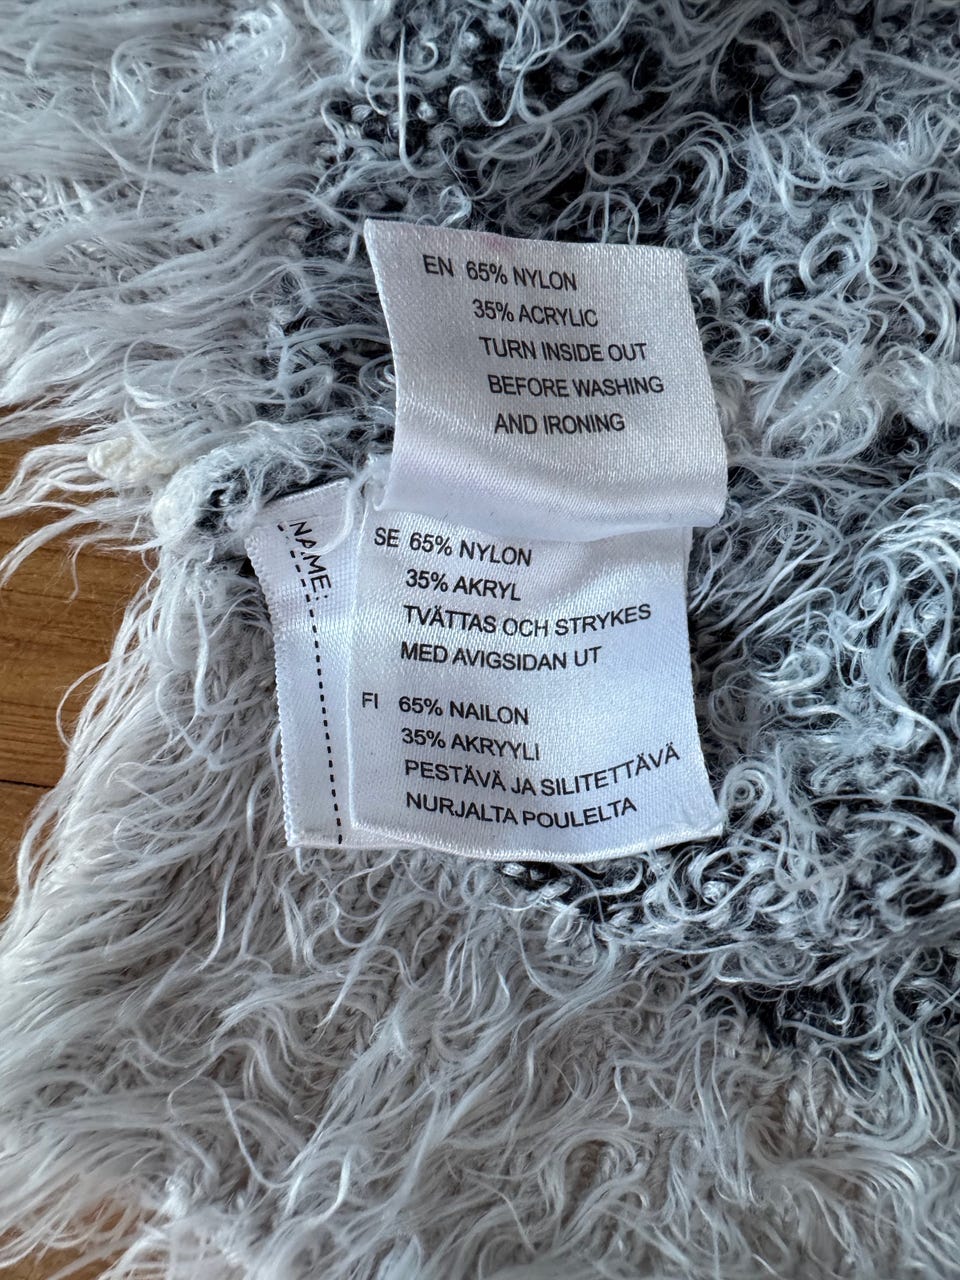 EN 65% NYLON
35% ACRYLIC
TURN INSIDE OUT
BEFORE WASHING
AND IRONING
NAME:
SE 65% NYLON
35% AKRYL
TVÄTTAS OCH STRYKES
MED AVIGSIDAN UT
FI 65% NAILON
35% AKRYYLI
PESTÄVÄ JA SILITETTÄVÄ
NURJALTA POULELTA